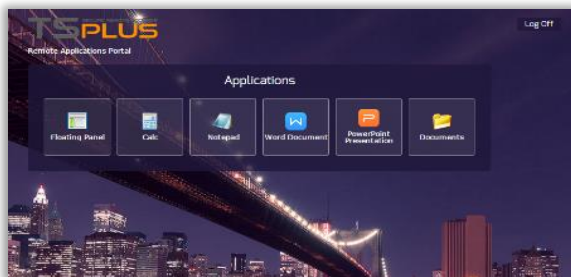 TSPLUS
Log Off
Remote Applications Portal
Applications
Floating Panel
Calc
Notepad
Word Document
PowerPoint
Presentation
Documents